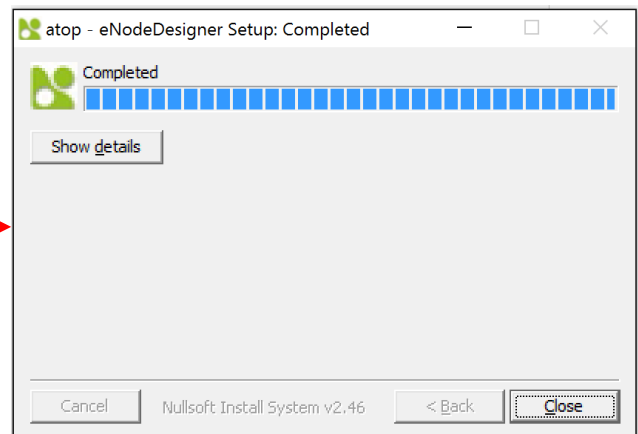 atop - eNodeDesigner Setup: Completed
Completed
Show details
Cancel
Nullsoft Install System v2.46
< Back
Close